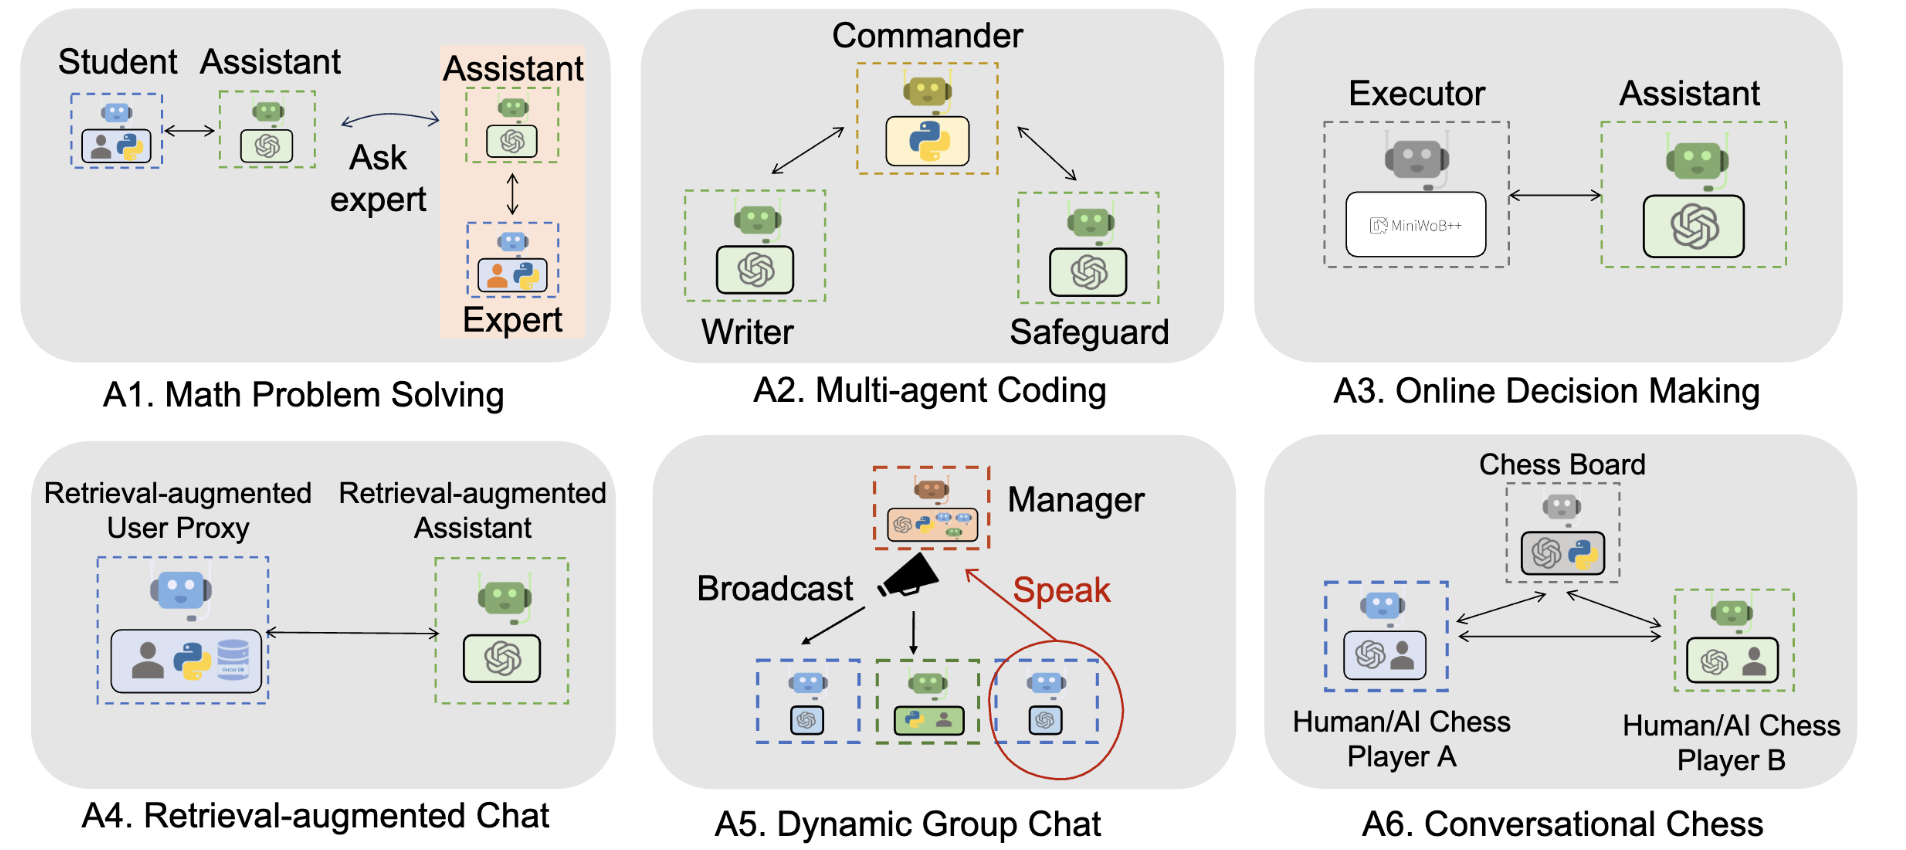 Student
Assistant
Assistant
Ask
expert
Expert
A1. Math Problem Solving
Commander
Writer
Safeguard
A2. Multi-agent Coding
Executor
Assistant
MiniWoB++
A3. Online Decision Making
Retrieval-augmented
User Proxy
Retrieval-augmented
Assistant
Vector DB
A4. Retrieval-augmented Chat
Manager
Broadcast
Speak
A5. Dynamic Group Chat
Chess Board
Human/AI Chess
Player A
Human/AI Chess
Player B
A6. Conversational Chess